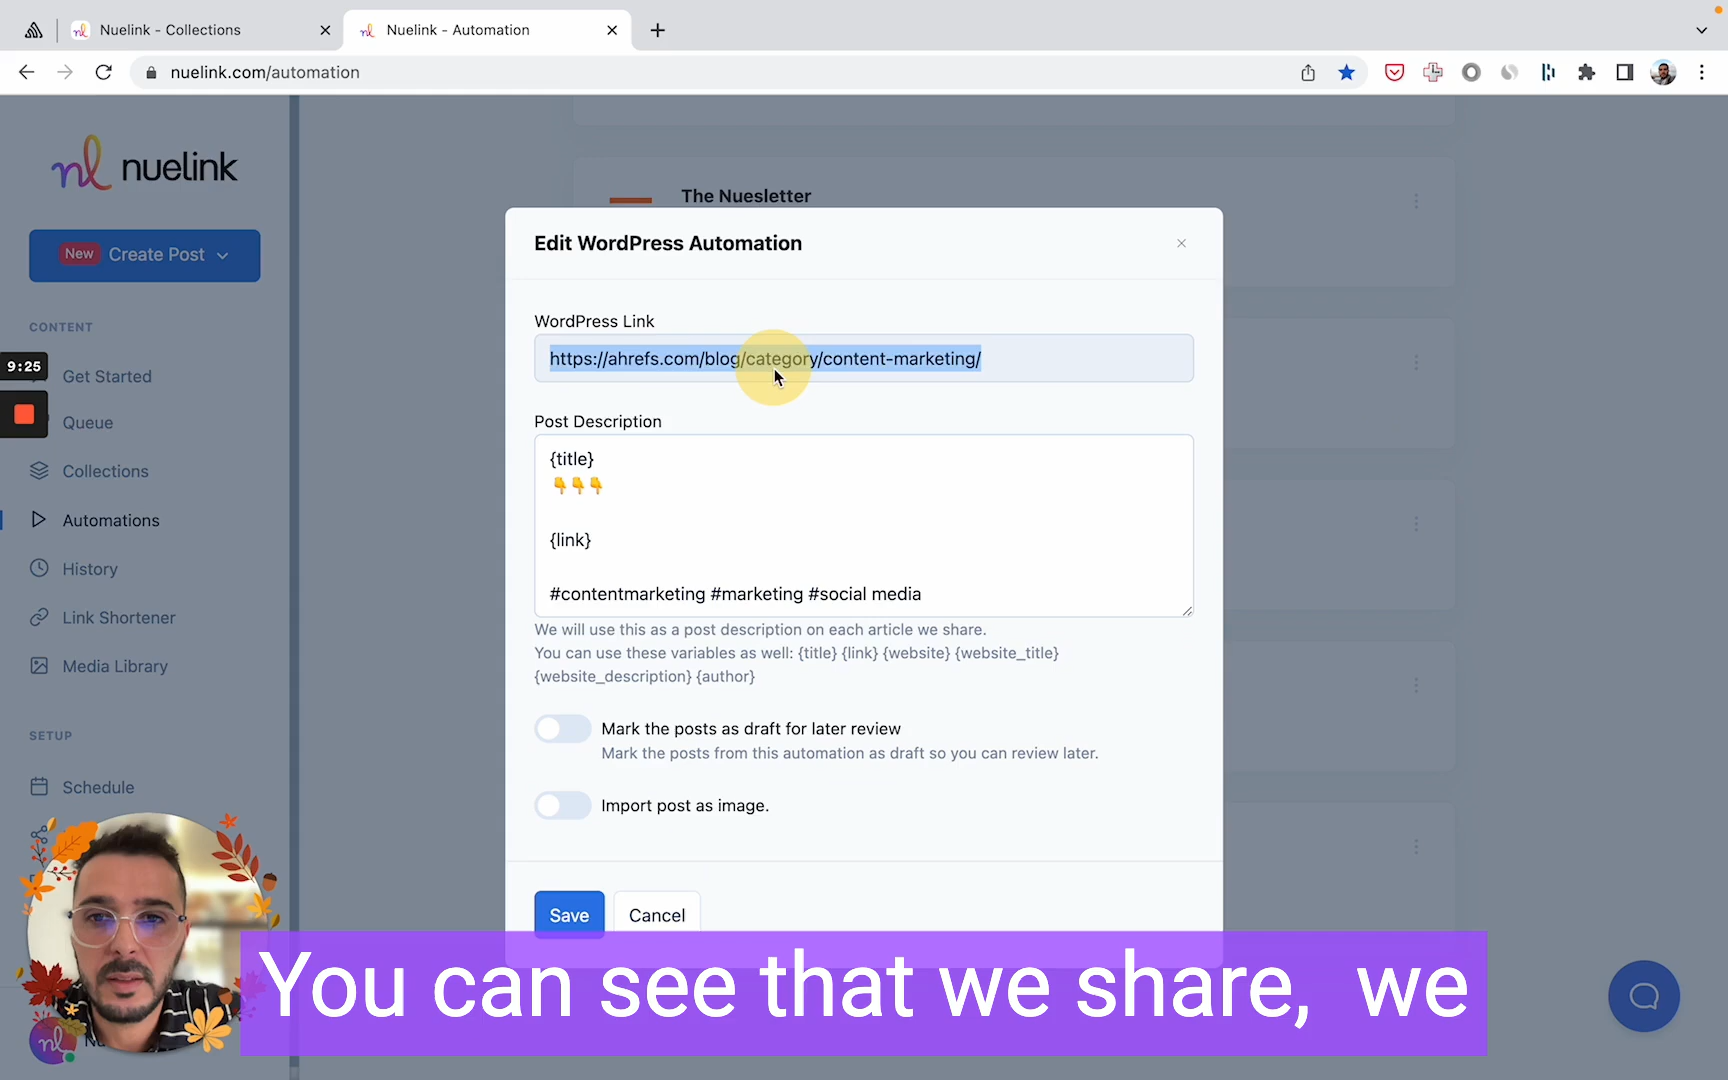 Nuelink - Collections
Nuelink - Automation
nuelink.com/automation
nl nuelink
New Create Post
CONTENT
9:25
Get Started
Queue
Collections
Automations
History
Link Shortener
Media Library
SETUP
Schedule
The Nuesletter
Edit WordPress Automation
WordPress Link
https://ahrefs.com/blog/category/content-marketing/
Post Description
{title}
👇👇👇
{link}
#contentmarketing #marketing #social media
We will use this as a post description on each article we share.
You can use these variables as well: {title} {link} {website} {website_title}
{website_description} {author}
Mark the posts as draft for later review
Mark the posts from this automation as draft so you can review later.
Import post as image.
Save Cancel
You can see that we share, we
nl